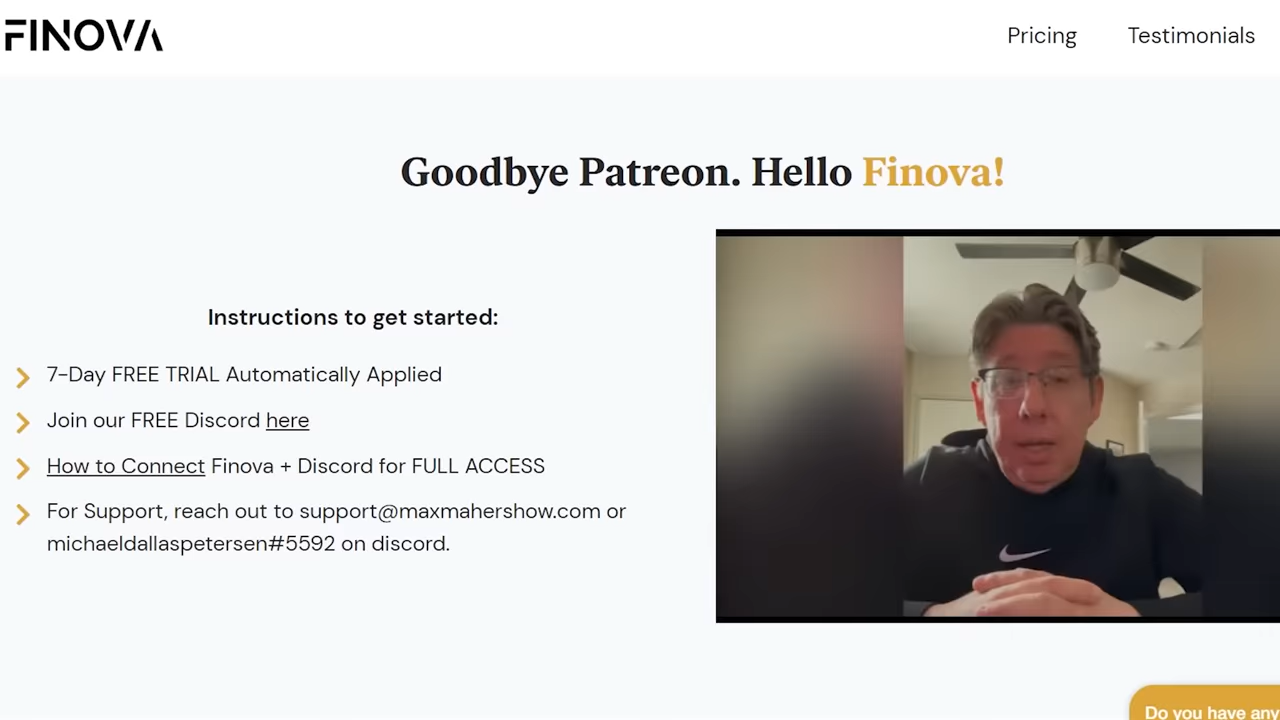 FINOVA
Pricing
Testimonials
Goodbye Patreon. Hello Finova!
Instructions to get started:
7-Day FREE TRIAL Automatically Applied
Join our FREE Discord here
How to Connect Finova + Discord for FULL ACCESS
For Support, reach out to support@maxmahershow.com or
michaeldallaspetersen#5592 on discord.
Do you have any